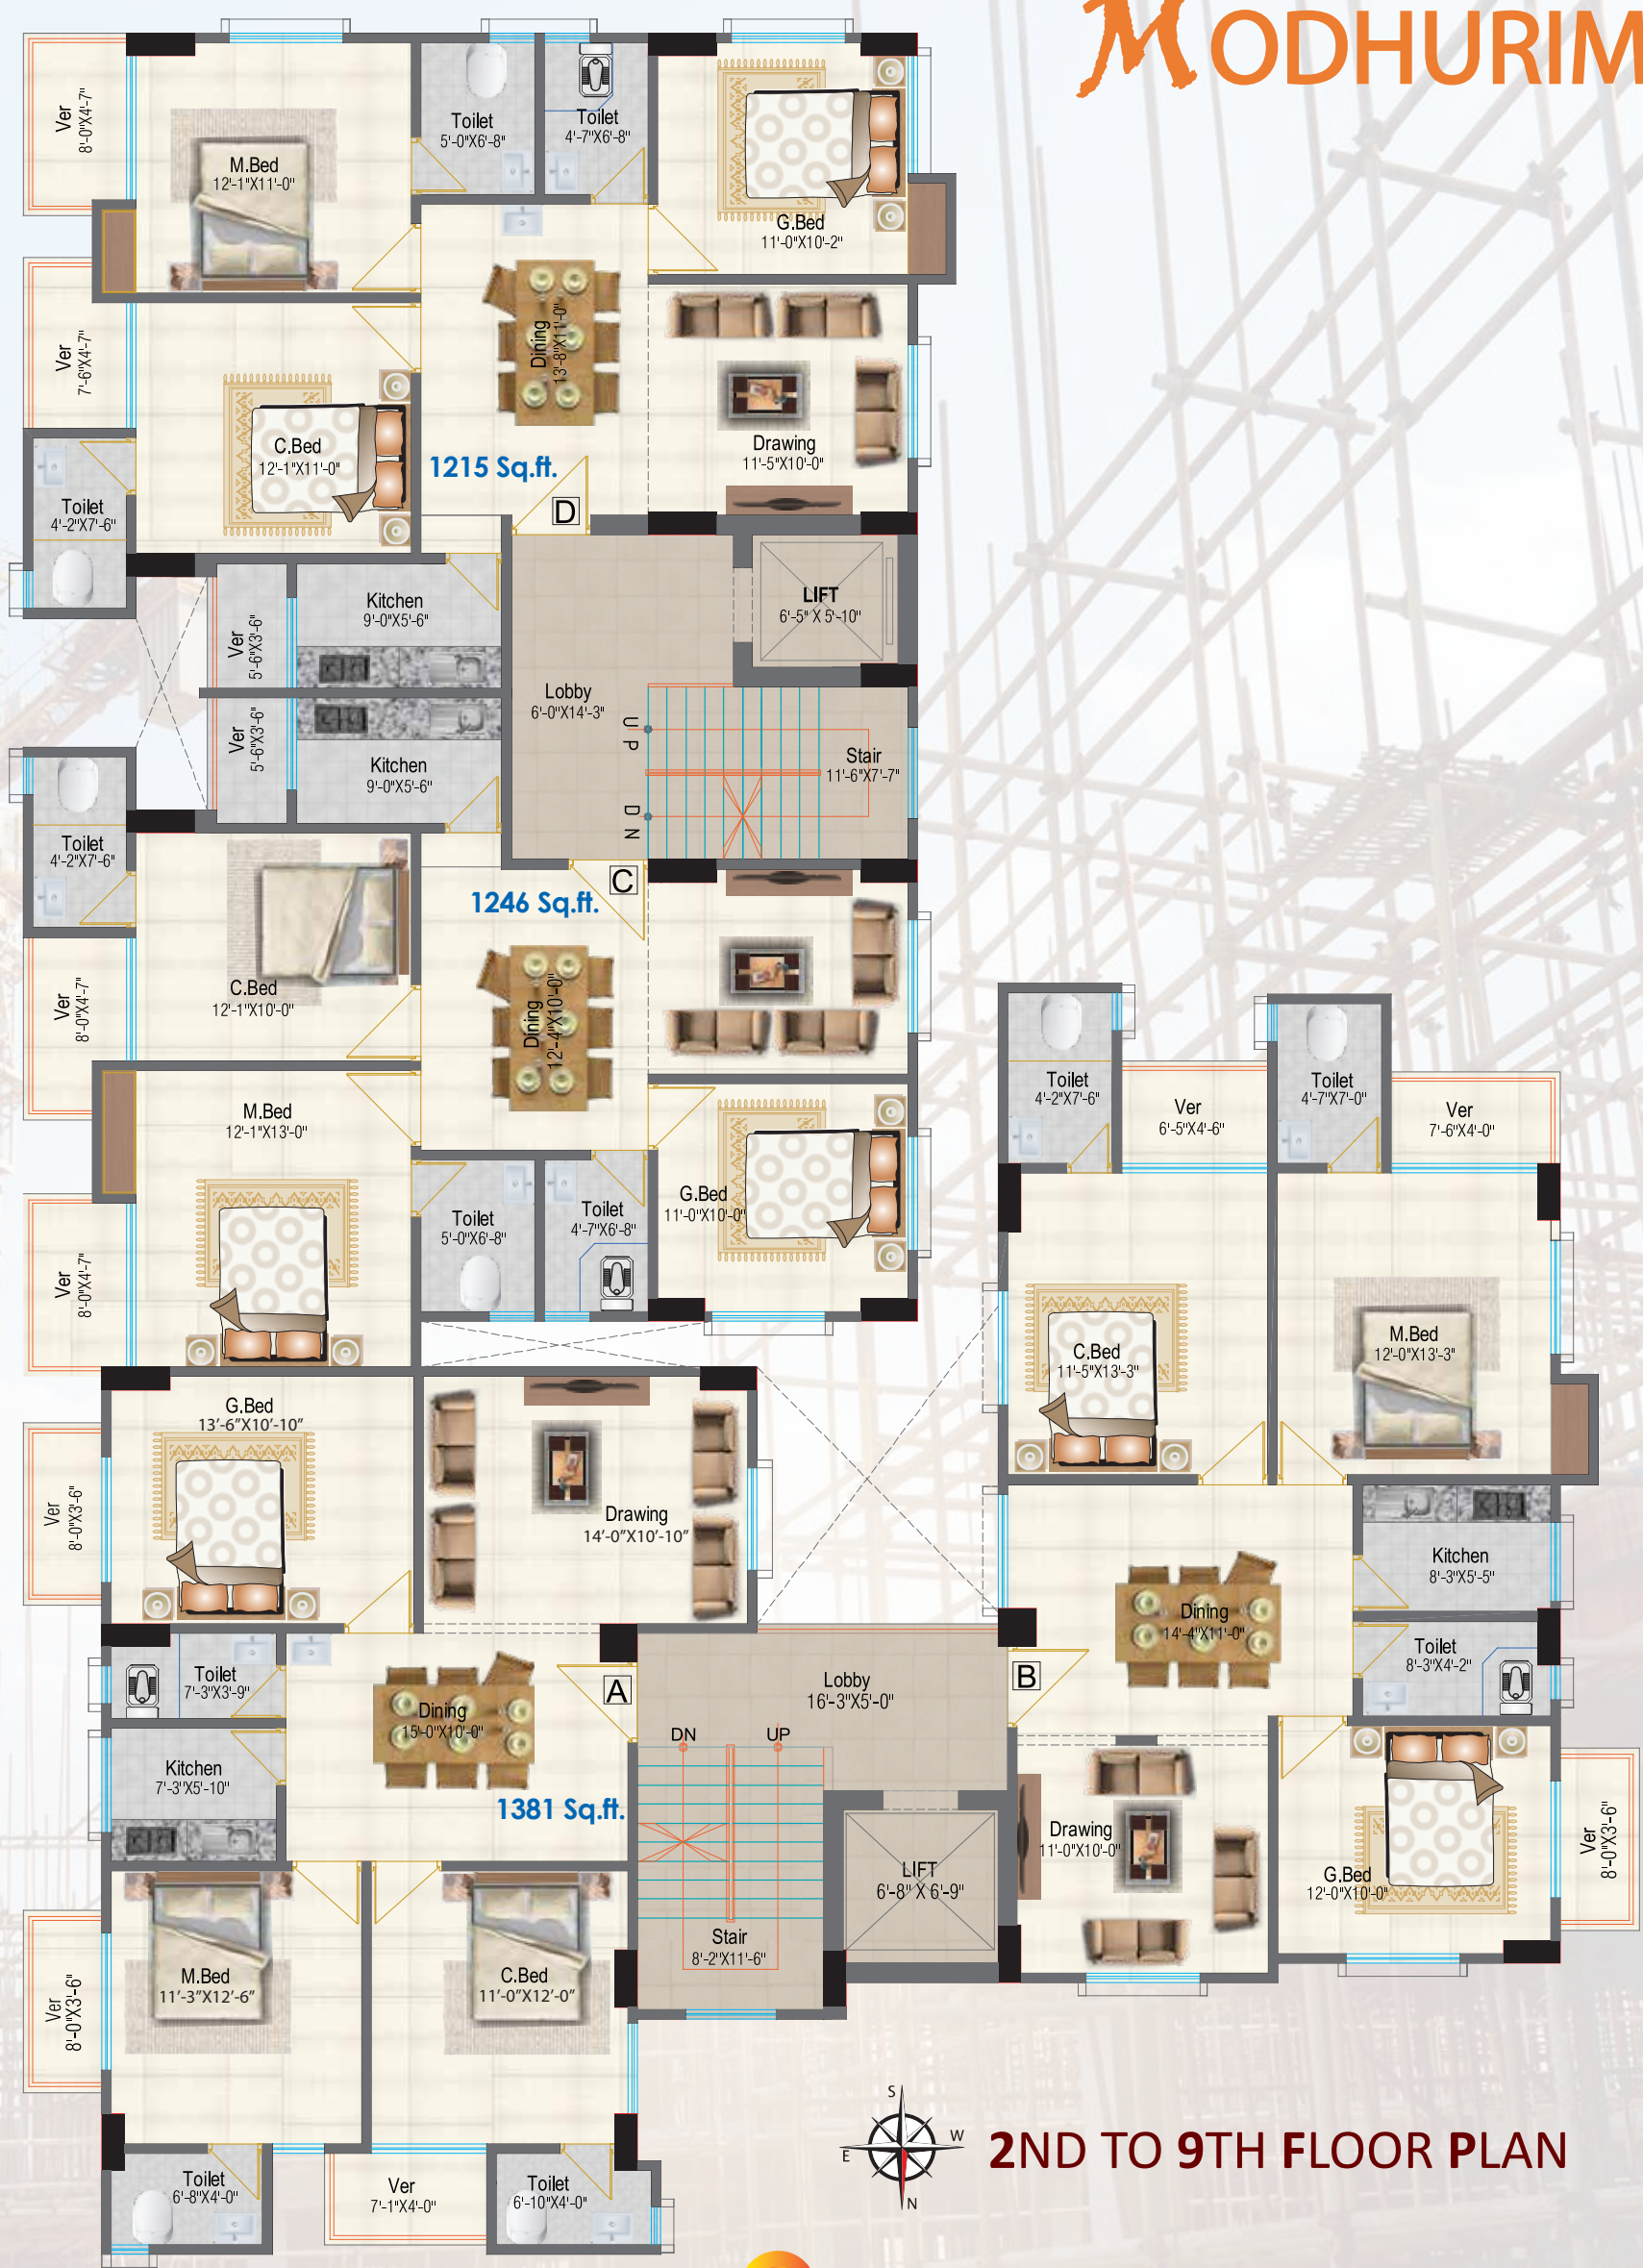 MODHURIM
Ver
8'-0"X4'-7"
M.Bed
12'-1"X11'-0"
Toilet
5'-0"X6'-8"
Toilet
4'-7"X6'-8"
G.Bed
11'-0"X10'-2"
Ver
7'-6"X4'-7"
Dining
13'-8"X11'-0"
C.Bed
12'-1"X11'-0"
1215 Sq.ft.
Drawing
11'-5"X10'-0"
D
Toilet
4'-2"X7'-6"
Kitchen
9'-0"X5'-6"
Ver
5'-6"X3'-6"
LIFT
6'-5" X 5'-10"
Lobby
6'-0"X14'-3"
UP
DN
Stair
11'-6"X7'-7"
Ver
5'-6"X3'-6"
Kitchen
9'-0"X5'-6"
Toilet
4'-2"X7'-6"
C
1246 Sq.ft.
C.Bed
12'-1"X10'-0"
Ver
8'-0"X4'-7"
Dining
12'-4"X10'-0"
M.Bed
12'-1"X13'-0"
Ver
8'-0"X4'-7"
Toilet
5'-0"X6'-8"
Toilet
4'-7"X6'-8"
G.Bed
11'-0"X10'-0"
Toilet
4'-2"X7'-6"
Ver
6'-5"X4'-6"
Toilet
4'-7"X7'-0"
Ver
7'-6"X4'-0"
C.Bed
11'-5"X13'-3"
M.Bed
12'-0"X13'-3"
G.Bed
13'-6"X10'-10"
Ver
8'-0"X3'-6"
Drawing
14'-0"X10'-10"
Kitchen
8'-3"X5'-5"
Dining
14'-4"X11'-0"
Toilet
8'-3"X4'-2"
Toilet
7'-3"X3'-9"
Dining
15'-0"X10'-0"
A
Lobby
16'-3"X5'-0"
B
DN
UP
Kitchen
7'-3"X5'-10"
1381 Sq.ft.
Drawing
11'-0"X10'-0"
LIFT
6'-8" X 6'-9"
G.Bed
12'-0"X10'-0"
Ver
8'-0"X3'-6"
Stair
8'-2"X11'-6"
M.Bed
11'-3"X12'-6"
C.Bed
11'-0"X12'-0"
Ver
8'-0"X3'-6"
Toilet
6'-8"X4'-0"
Ver
7'-1"X4'-0"
Toilet
6'-10"X4'-0"
S
W
E
N
2ND TO 9TH FLOOR PLAN